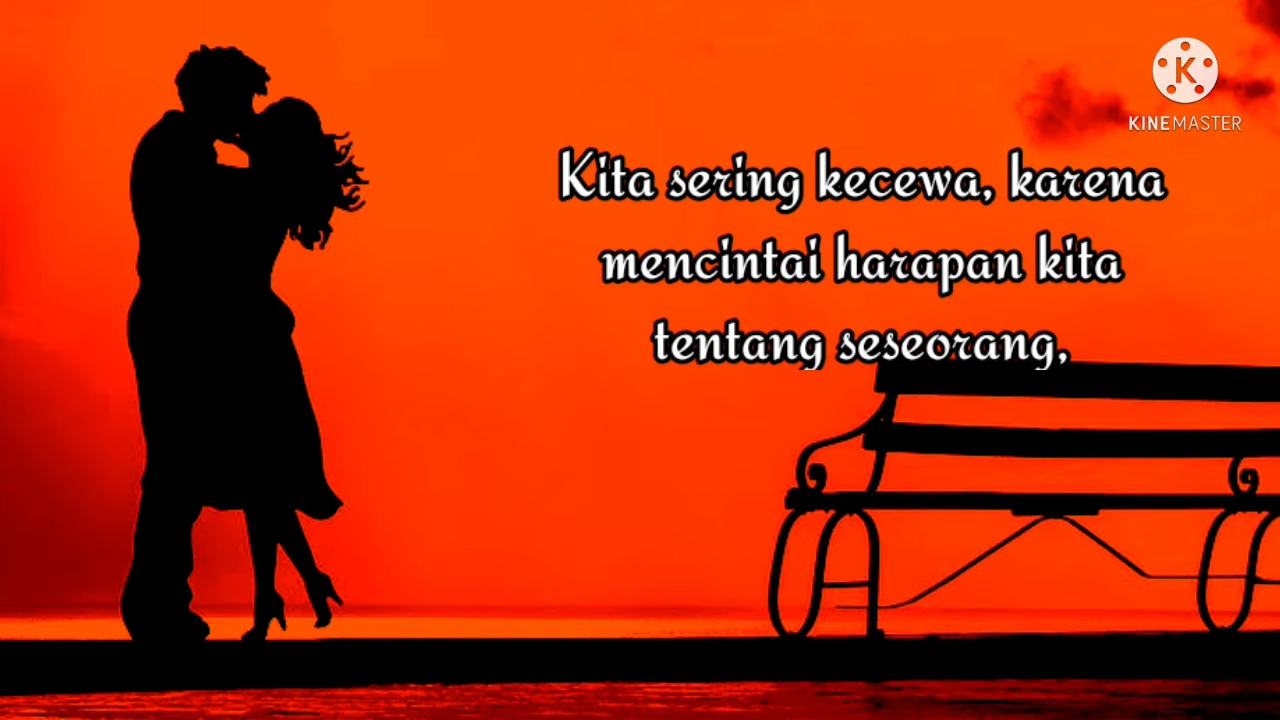 KINEMASTER
Kita sering kecewa, karena
mencintai harapan kita
tentang seseorang,